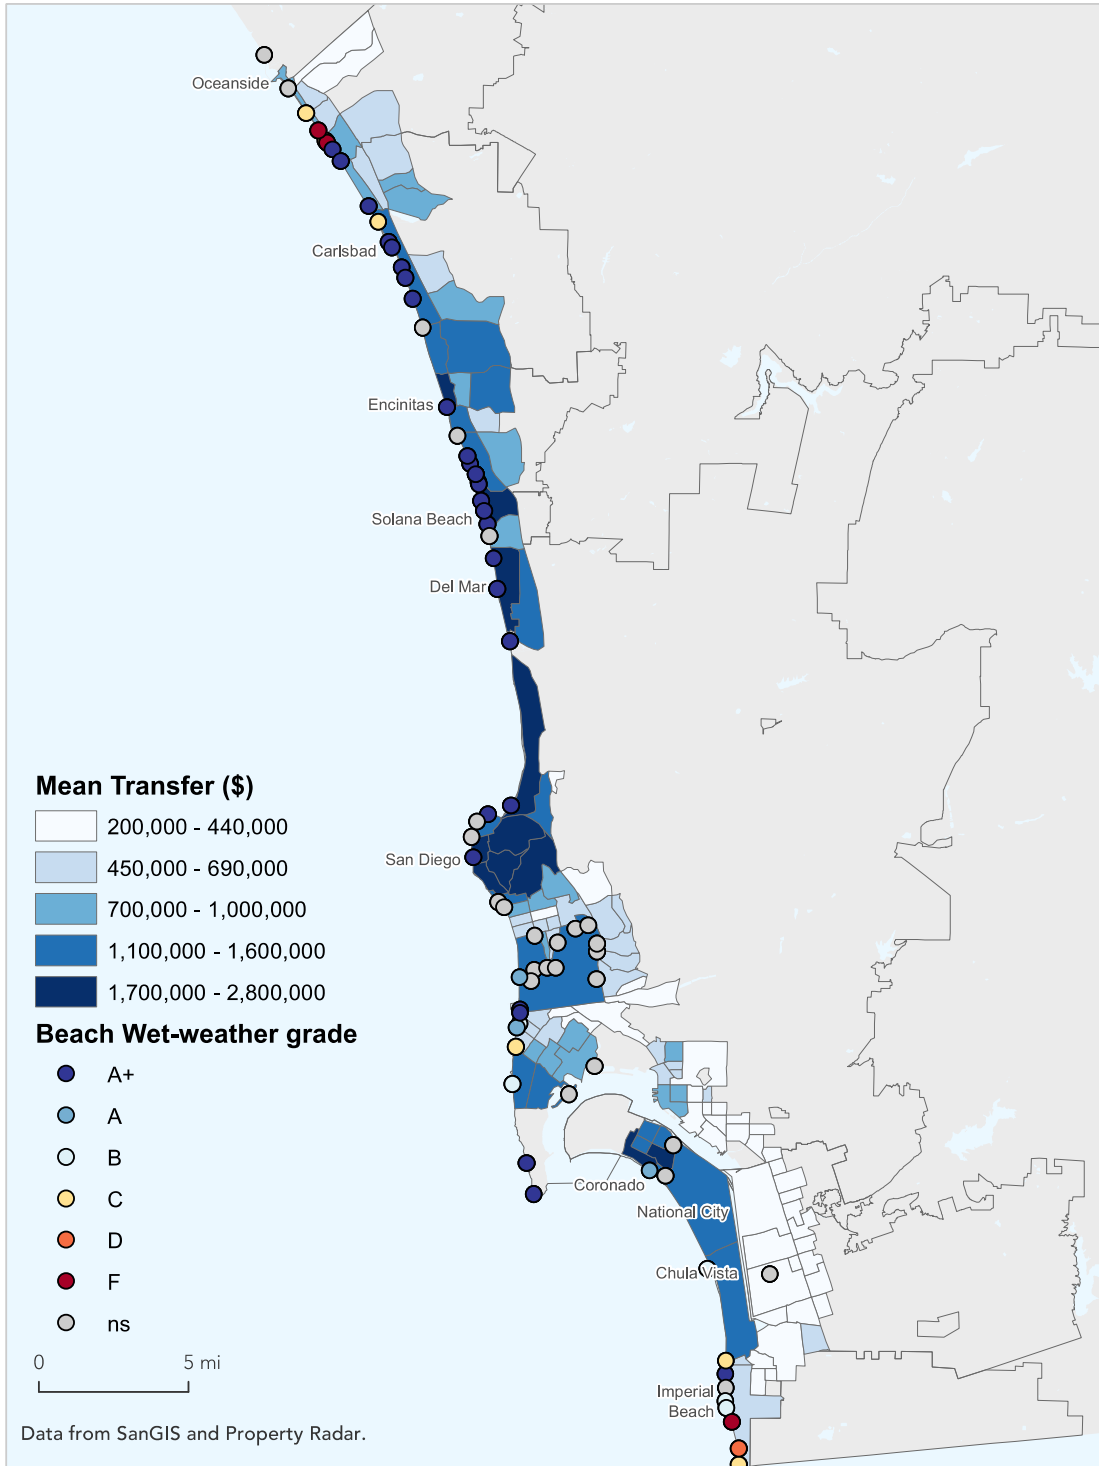 Oceanside
Carlsbad
Encinitas
Solana Beach
Del Mar
Mean Transfer ($)
200,000 - 440,000
450,000 - 690,000
700,000 - 1,000,000
1,100,000 - 1,600,000
1,700,000 - 2,800,000
San Diego
Beach Wet-weather grade
A+
A
B
C
D
F
ns
Coronado
National City
Chula Vista
Imperial
Beach
0 5 mi
Data from SanGIS and Property Radar.